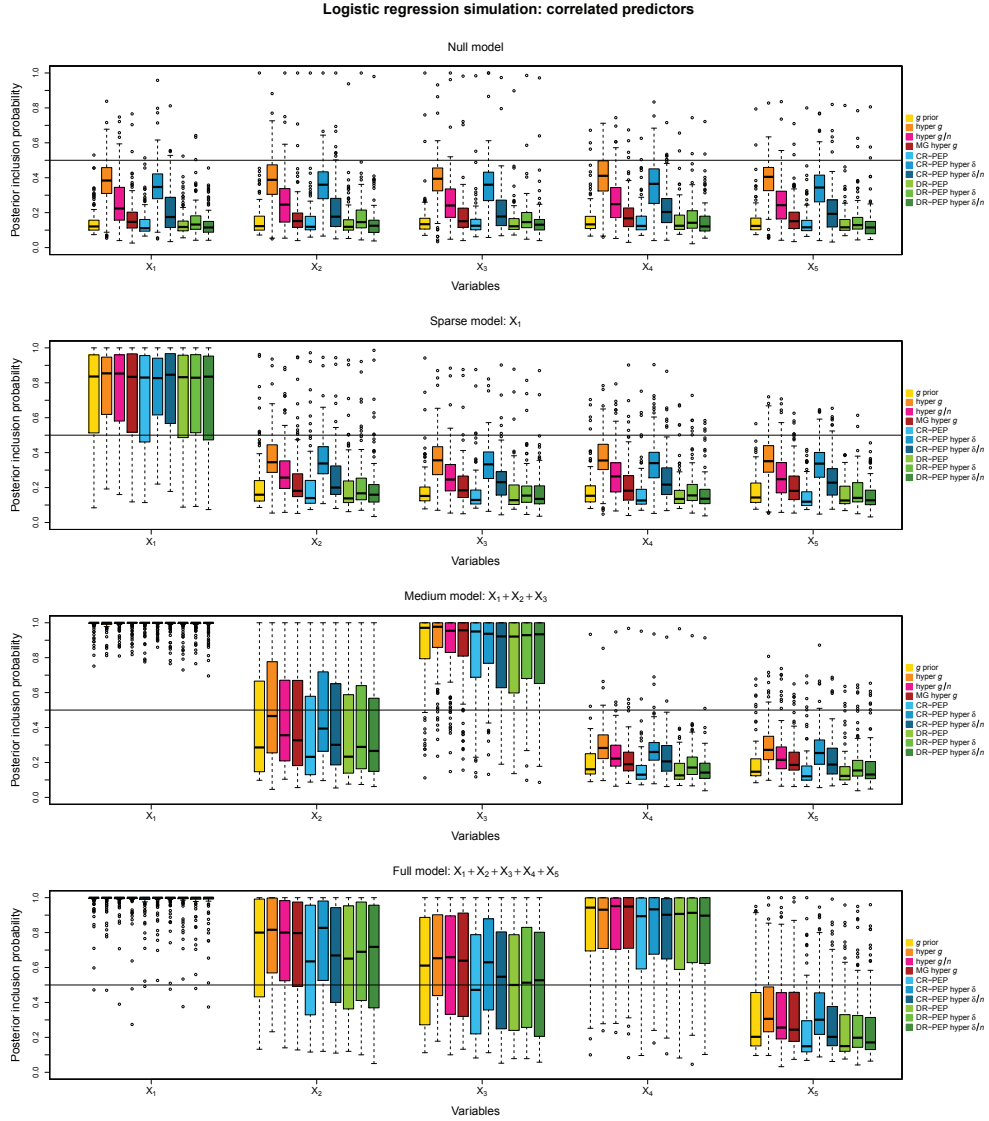 Logistic regression simulation: correlated predictors
Null model
Posterior inclusion probability
0.0 0.2 0.4 0.6 0.8 1.0
X1 X2 X3 X4 X5
Variables
g prior
hyper g
hyper g/n
MG hyper g
CR−PEP
CR−PEP hyper δ
CR−PEP hyper δ/n
DR−PEP
DR−PEP hyper δ
DR−PEP hyper δ/n
Sparse model: X1
Posterior inclusion probability
0.0 0.2 0.4 0.6 0.8 1.0
X1 X2 X3 X4 X5
Variables
g prior
hyper g
hyper g/n
MG hyper g
CR−PEP
CR−PEP hyper δ
CR−PEP hyper δ/n
DR−PEP
DR−PEP hyper δ
DR−PEP hyper δ/n
Medium model: X1 + X2 + X3
Posterior inclusion probability
0.0 0.2 0.4 0.6 0.8 1.0
X1 X2 X3 X4 X5
Variables
g prior
hyper g
hyper g/n
MG hyper g
CR−PEP
CR−PEP hyper δ
CR−PEP hyper δ/n
DR−PEP
DR−PEP hyper δ
DR−PEP hyper δ/n
Full model: X1 + X2 + X3 + X4 + X5
Posterior inclusion probability
0.0 0.2 0.4 0.6 0.8 1.0
X1 X2 X3 X4 X5
Variables
g prior
hyper g
hyper g/n
MG hyper g
CR−PEP
CR−PEP hyper δ
CR−PEP hyper δ/n
DR−PEP
DR−PEP hyper δ
DR−PEP hyper δ/n